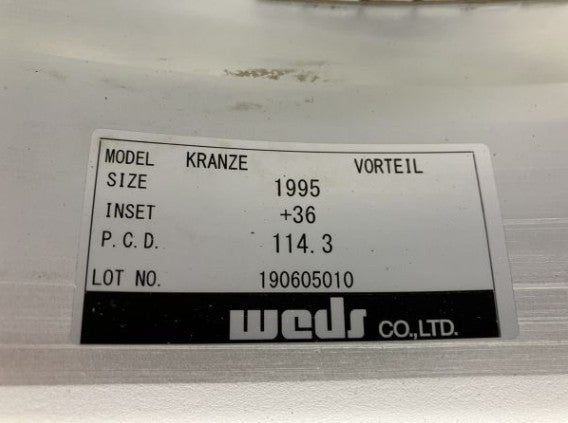 MODEL KRANZE VORTEIL
SIZE 1995
INSET +36
P.C.D. 114.3
LOT NO. 190605010
weds CO.,LTD.